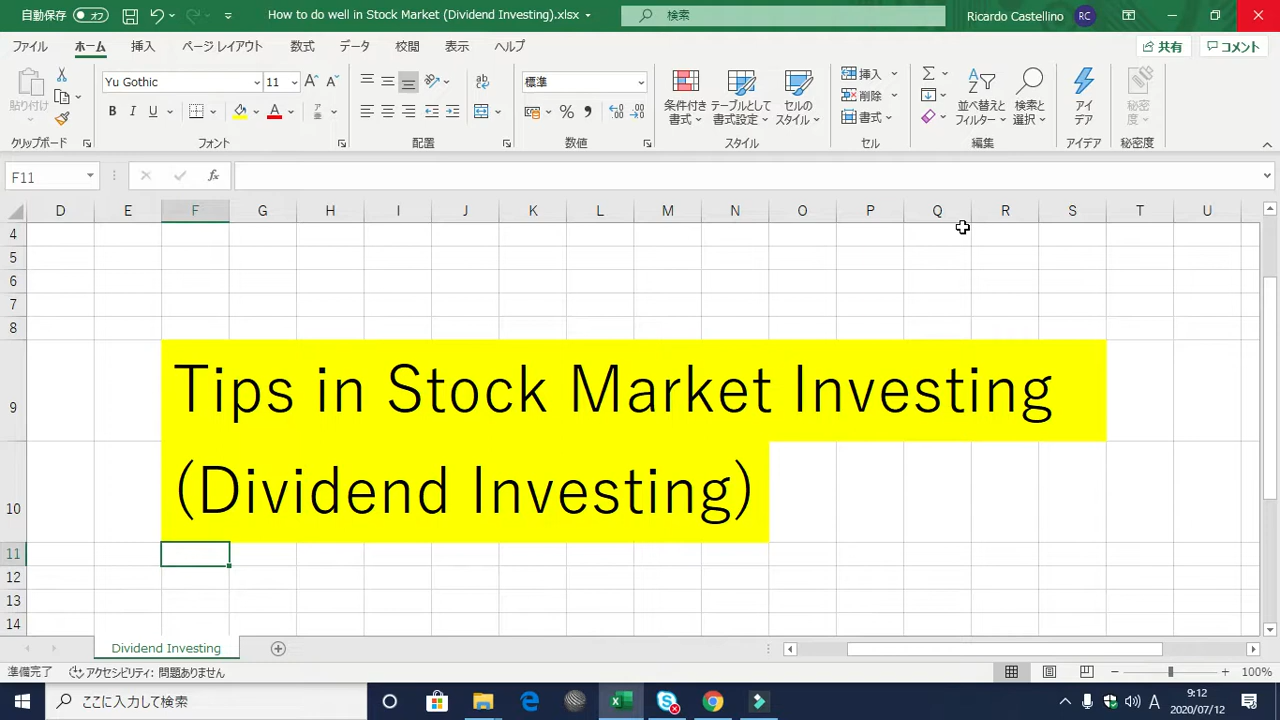 自動保存 オフ How to do well in Stock Market (Dividend Investing).xlsx 検索 Ricardo Castellino RC
ファイル ホーム 挿入 ページ レイアウト 数式 データ 校閲 表示 ヘルプ 共有 コメント
Yu Gothic 11 標準
貼り付け 条件付き書式 テーブルとして書式設定 セルのスタイル 挿入 削除 書式 並べ替えとフィルター 検索と選択 アイデア 秘密度
B I U A %
クリップボード フォント 配置 数値 スタイル セル 編集 アイデア 秘密度
F11 fx
D E F G H I J K L M N O P Q R S T U
4
5
6
7
8
9 Tips in Stock Market Investing
10 (Dividend Investing)
11
12
13
14
Dividend Investing
準備完了 アクセシビリティ: 問題ありません 100%
ここに入力して検索 A 9:12
2020/07/12